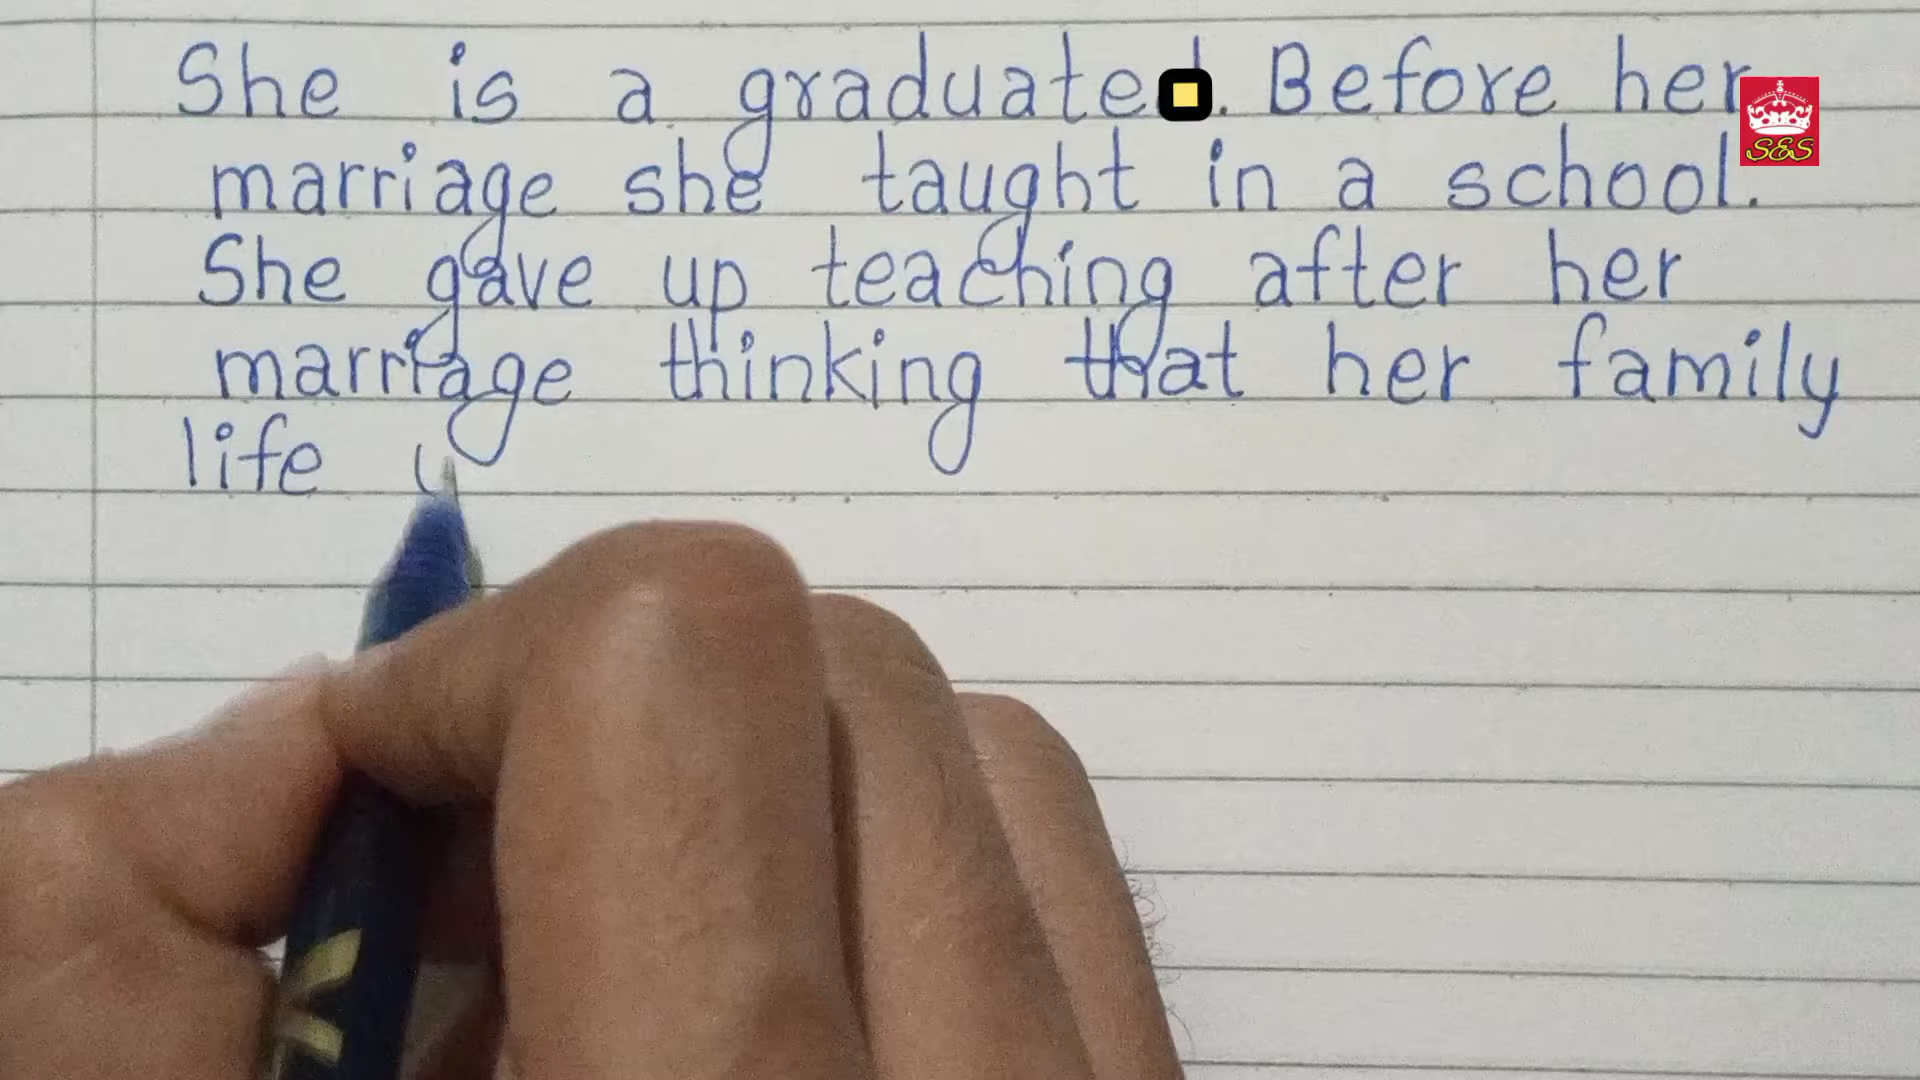 She is a graduated. Before her
marriage she taught in a school.
She gave up teaching after her
marriage thinking that her family
life
S&S